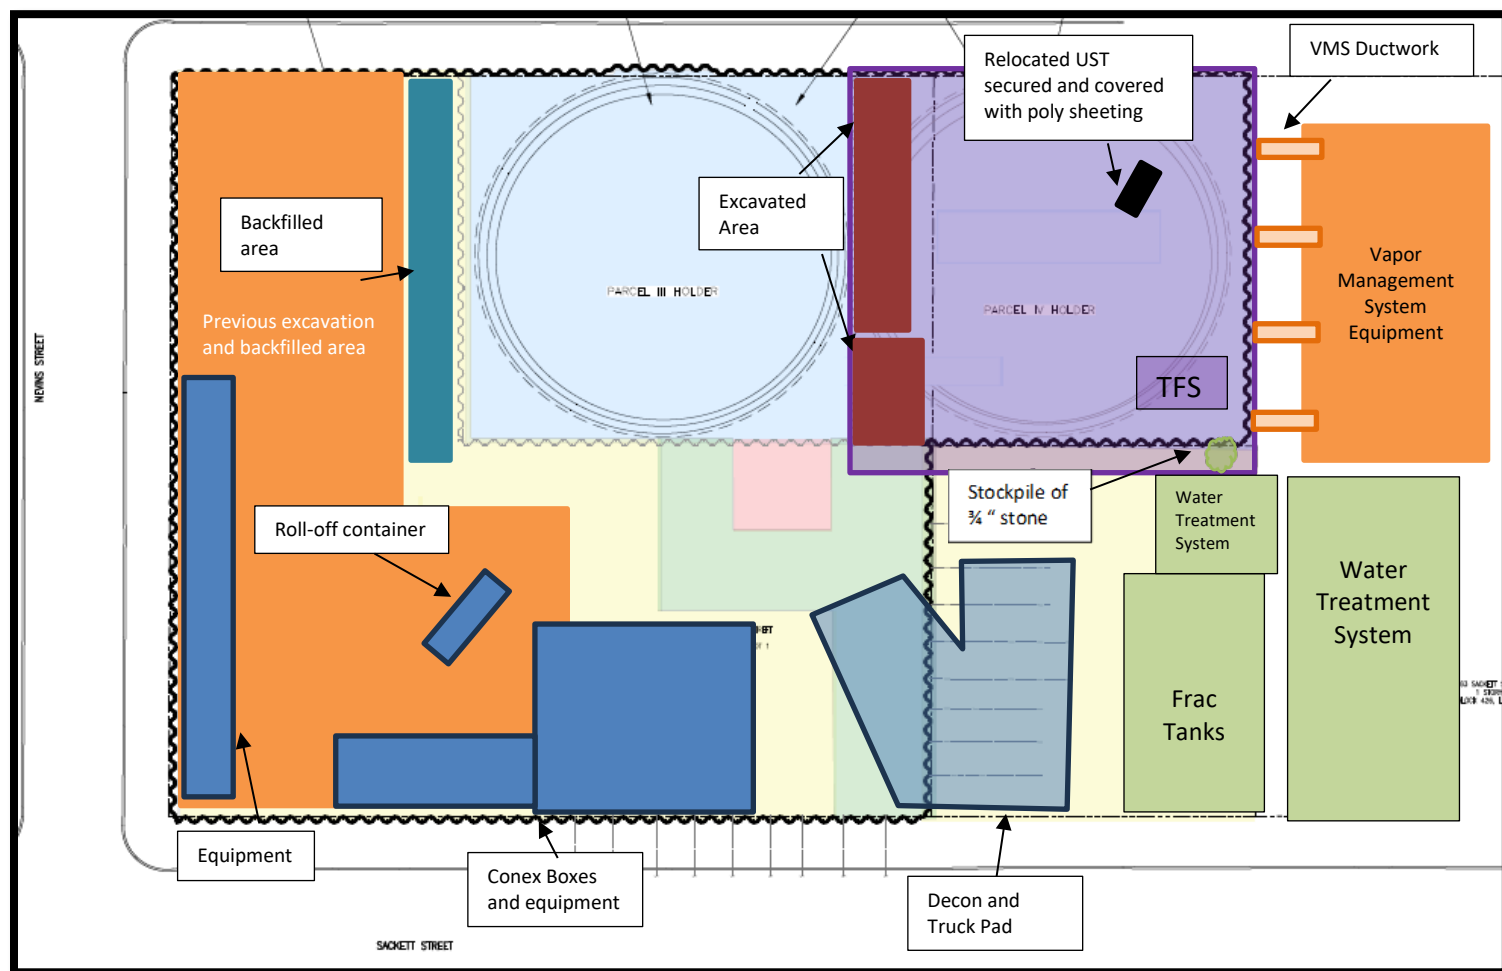 Relocated UST
secured and covered
with poly sheeting
VMS Ductwork
Backfilled
area
Excavated
Area
Vapor
Management
System
Equipment
PARCEL III HOLDER
PARCEL IV HOLDER
Previous excavation
and backfilled area
NEVINS STREET
TFS
Stockpile of
¾ “ stone
Water
Treatment
System
Roll-off container
Water
Treatment
System
Frac
Tanks
1 STORY
Equipment
Conex Boxes
and equipment
Decon and
Truck Pad
SACKETT STREET